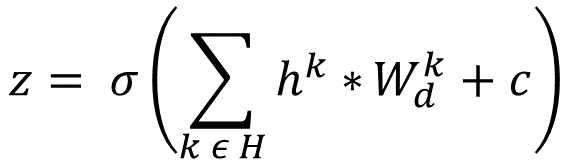 z = σ(∑_{k ϵ H} h^k * W_d^k + c)